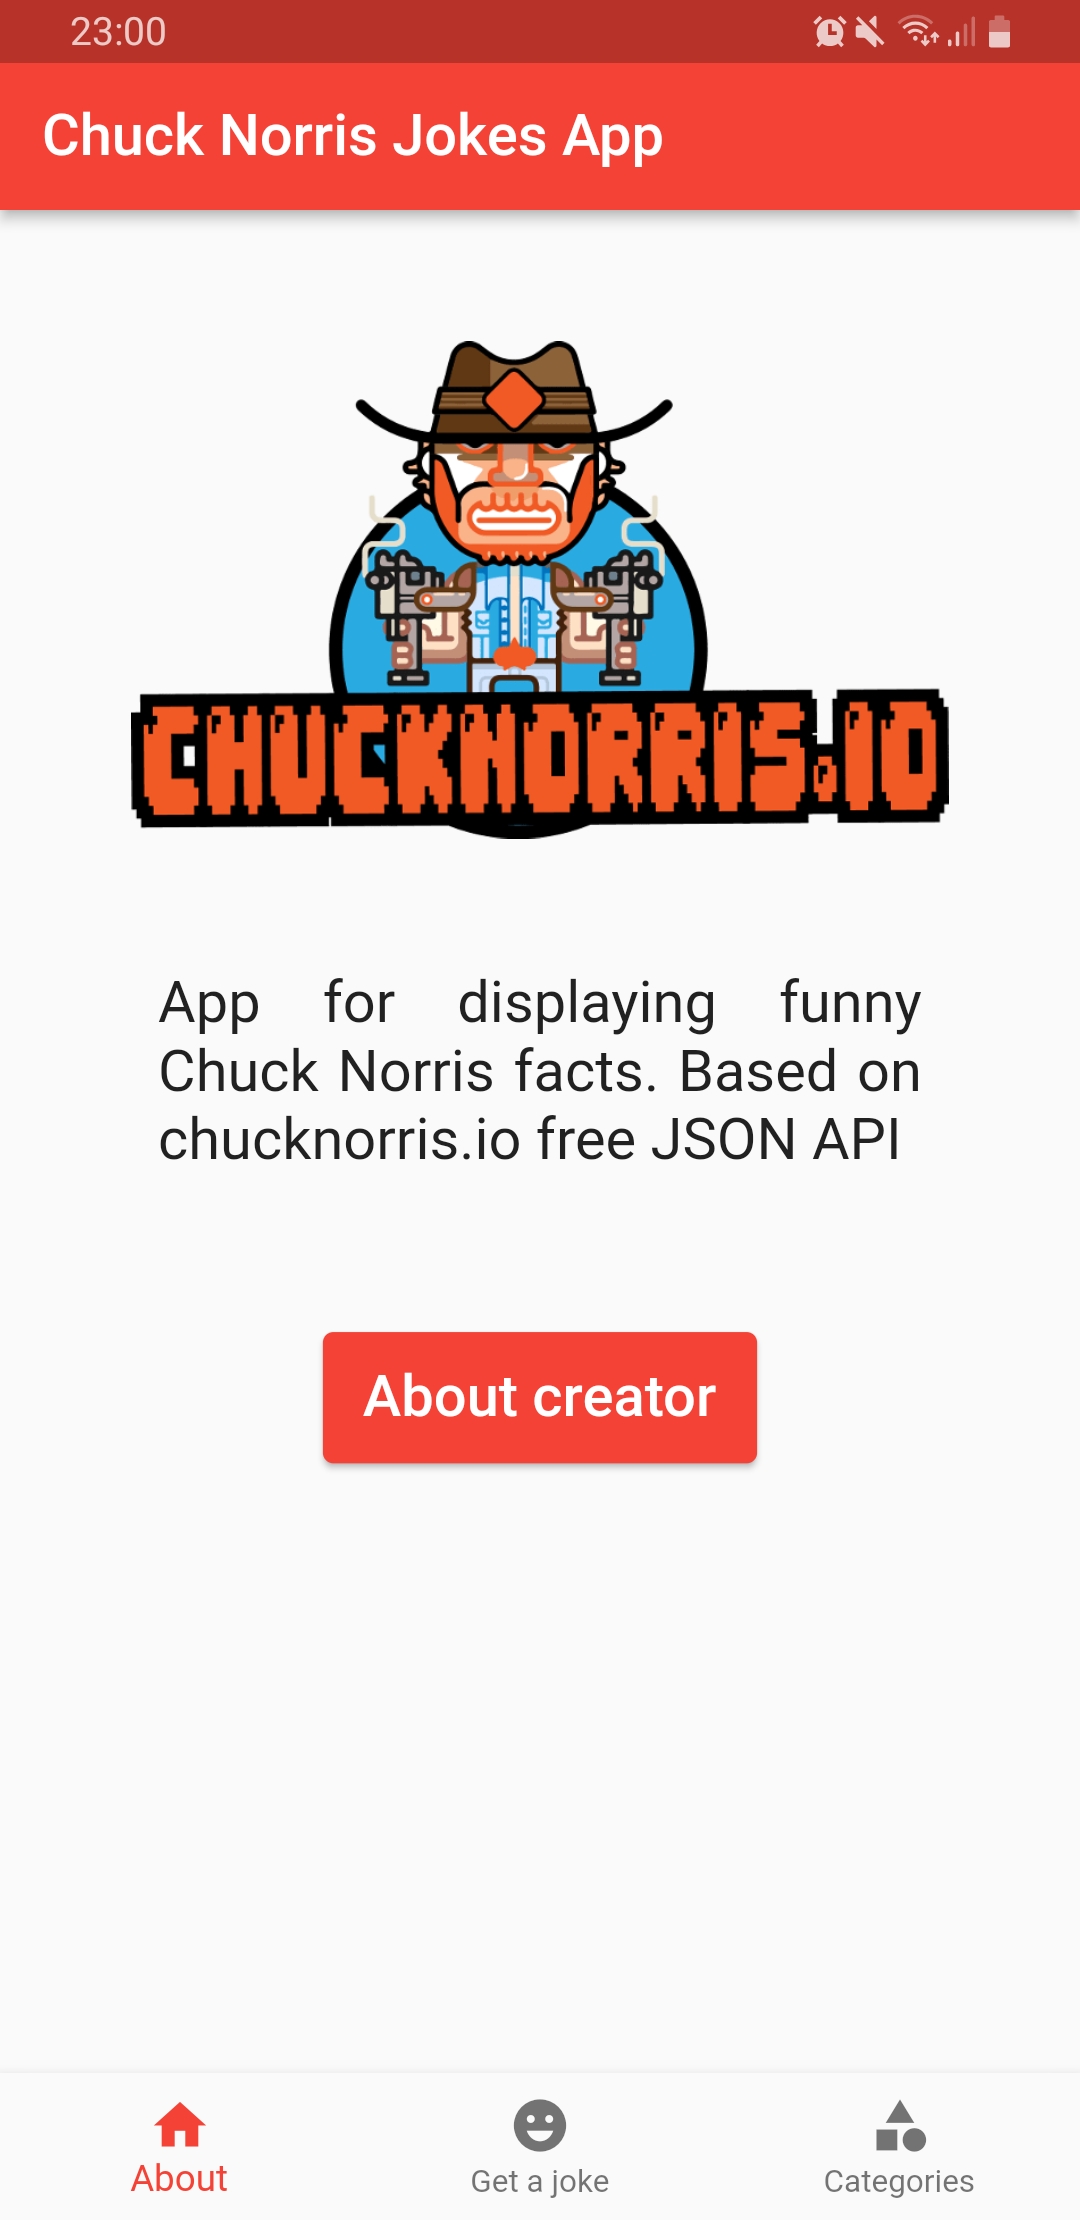 23:00
Chuck Norris Jokes App
CHUCKNORRIS.IO
App for displaying funny
Chuck Norris facts. Based on
chucknorris.io free JSON API
About creator
About
Get a joke
Categories